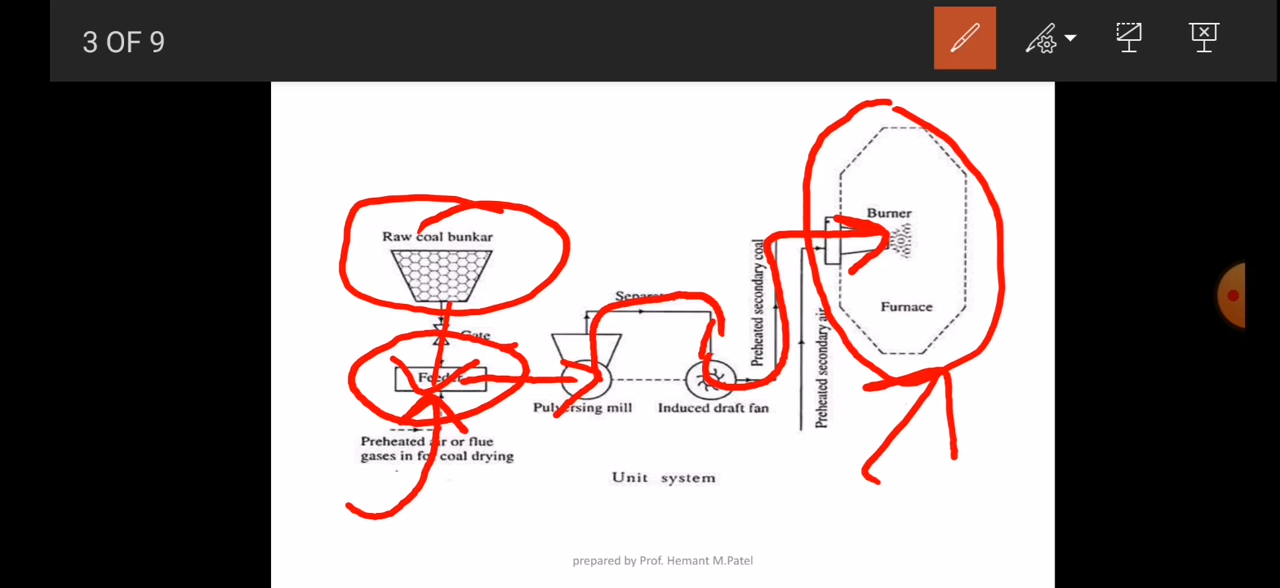 3 OF 9
Raw coal bunkar
Gate
Feeder
Preheated air or flue
gases in for coal drying
Pulversing mill
Induced draft fan
Preheated secondary coal
Preheated secondary air
Burner
Furnace
Unit system
prepared by Prof. Hemant M.Patel